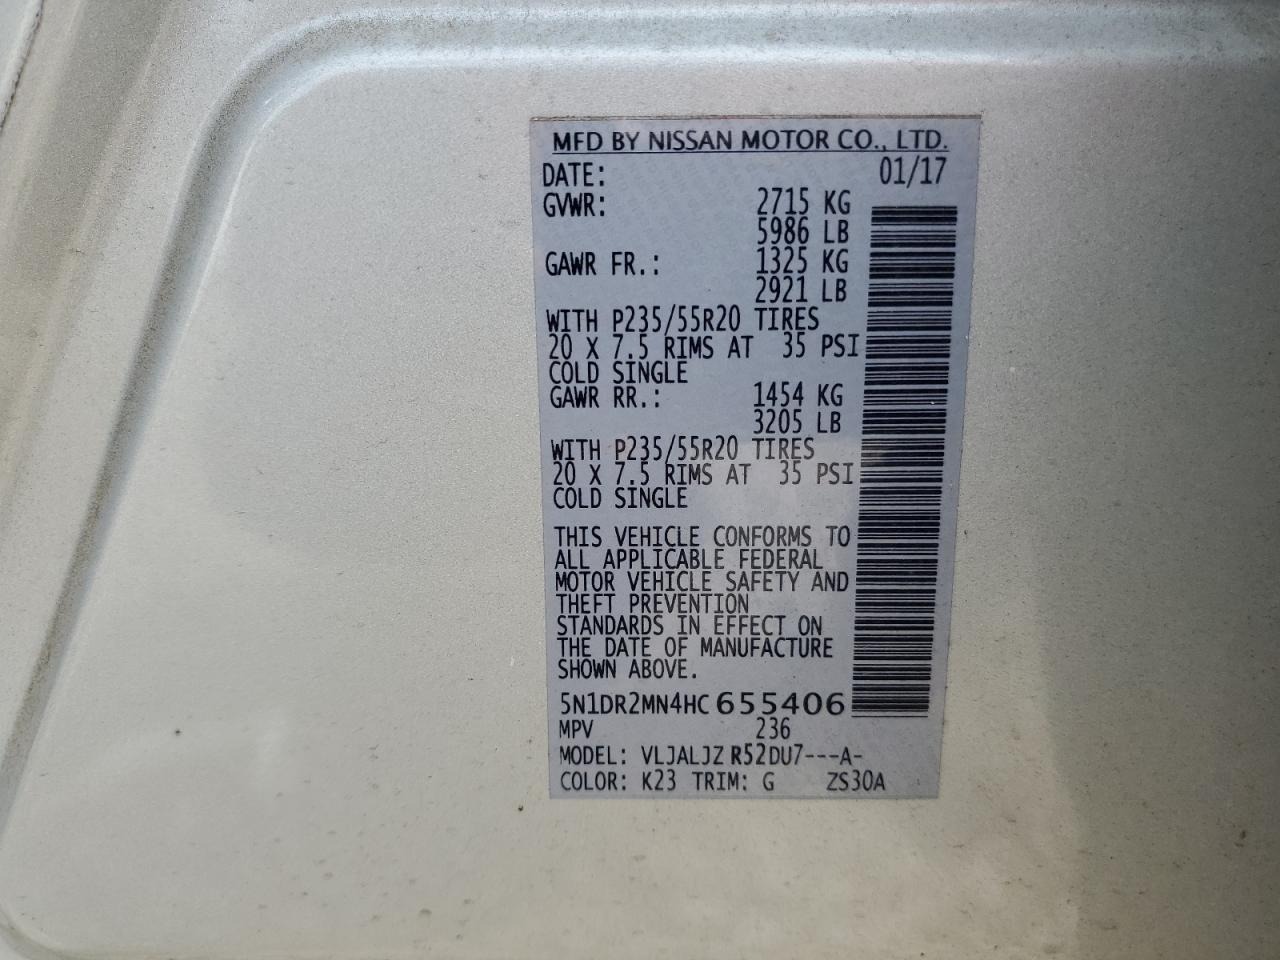 MFD BY NISSAN MOTOR CO., LTD.
DATE: 01/17
GVWR: 2715 KG
5986 LB
GAWR FR.: 1325 KG
2921 LB
WITH P235/55R20 TIRES
20 X 7.5 RIMS AT 35 PSI
COLD SINGLE
GAWR RR.: 1454 KG
3205 LB
WITH P235/55R20 TIRES
20 X 7.5 RIMS AT 35 PSI
COLD SINGLE
THIS VEHICLE CONFORMS TO
ALL APPLICABLE FEDERAL
MOTOR VEHICLE SAFETY AND
THEFT PREVENTION
STANDARDS IN EFFECT ON
THE DATE OF MANUFACTURE
SHOWN ABOVE.
5N1DR2MN4HC655406
MPV 236
MODEL: VLJALJZ R52DU7---A-
COLOR: K23 TRIM: G ZS30A